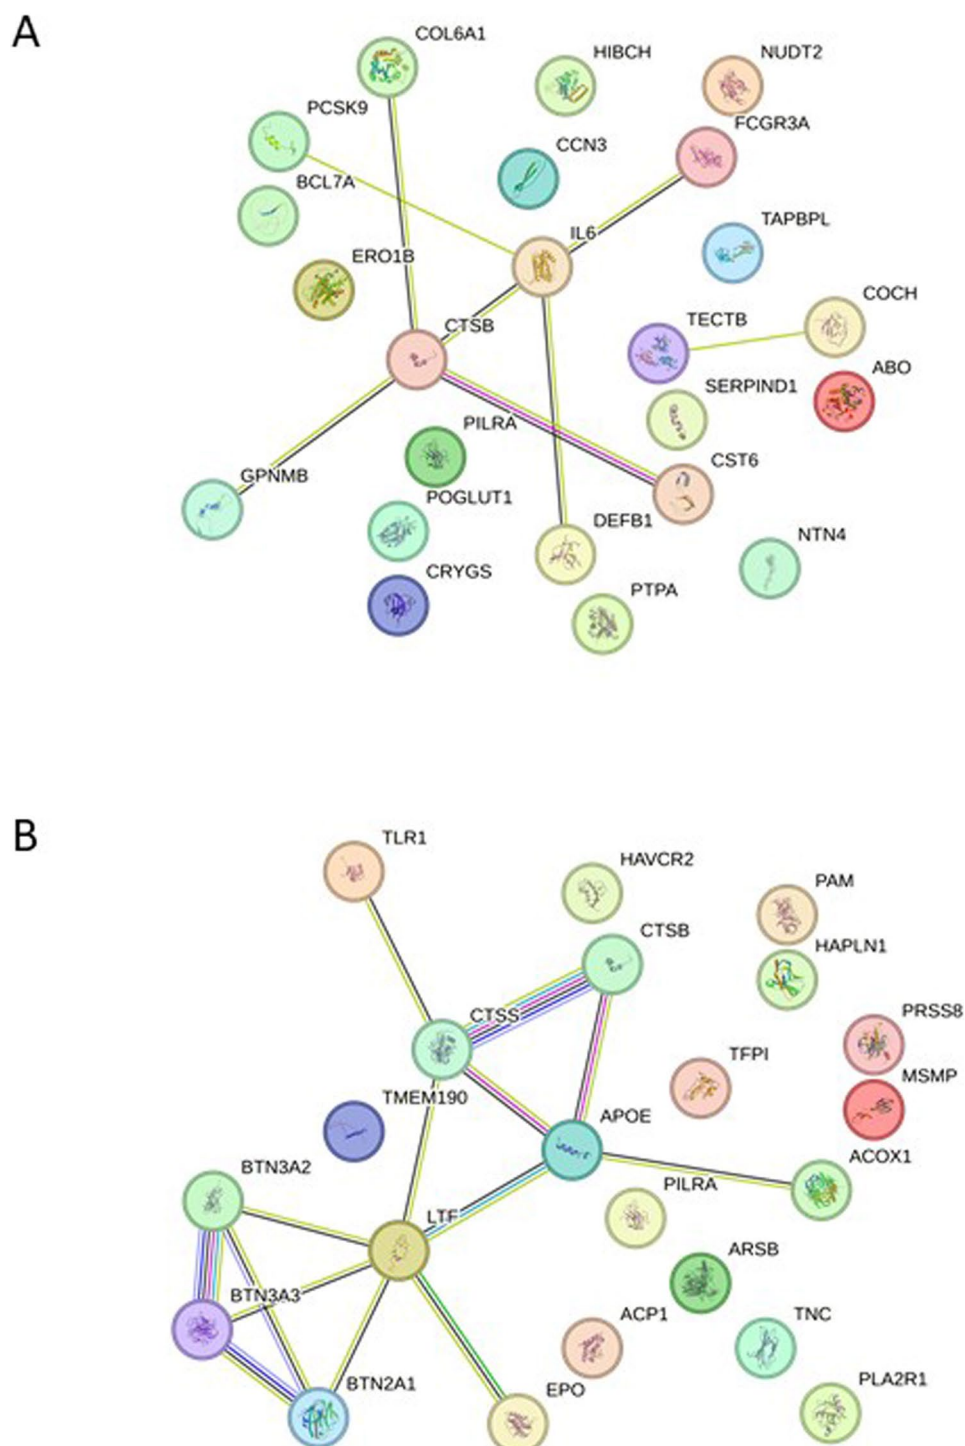 A
COL6A1
HIBCH
NUDT2
PCSK9
FCGR3A
CCN3
BCL7A
TAPBPL
IL6
ERO1B
COCH
TECTB
CTSB
ABO
SERPIND1
PILRA
CST6
GPNMB
POGLUT1
DEFB1
NTN4
CRYGS
PTPA
B
TLR1
HAVCR2
PAM
CTSB
HAPLN1
CTSS
PRSS8
TFPI
MSMP
TMEM190
APOE
ACOX1
BTN3A2
PILRA
LTF
ARSB
BTN3A3
ACP1
TNC
BTN2A1
EPO
PLA2R1